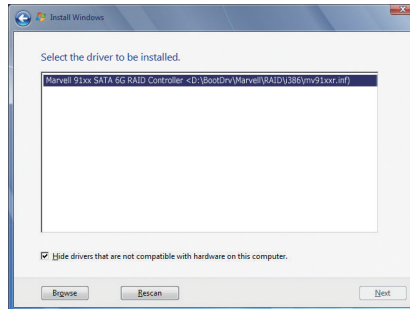 Install Windows
Select the driver to be installed.
Marvell 91xx SATA 6G RAID Controller <D:\BootDrv\Marvell\RAID\i386\mv91xxr.inf)
Hide drivers that are not compatible with hardware on this computer.
Browse Rescan Next